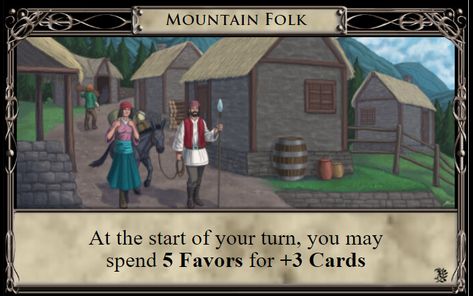 Mountain Folk
At the start of your turn, you may
spend 5 Favors for +3 Cards